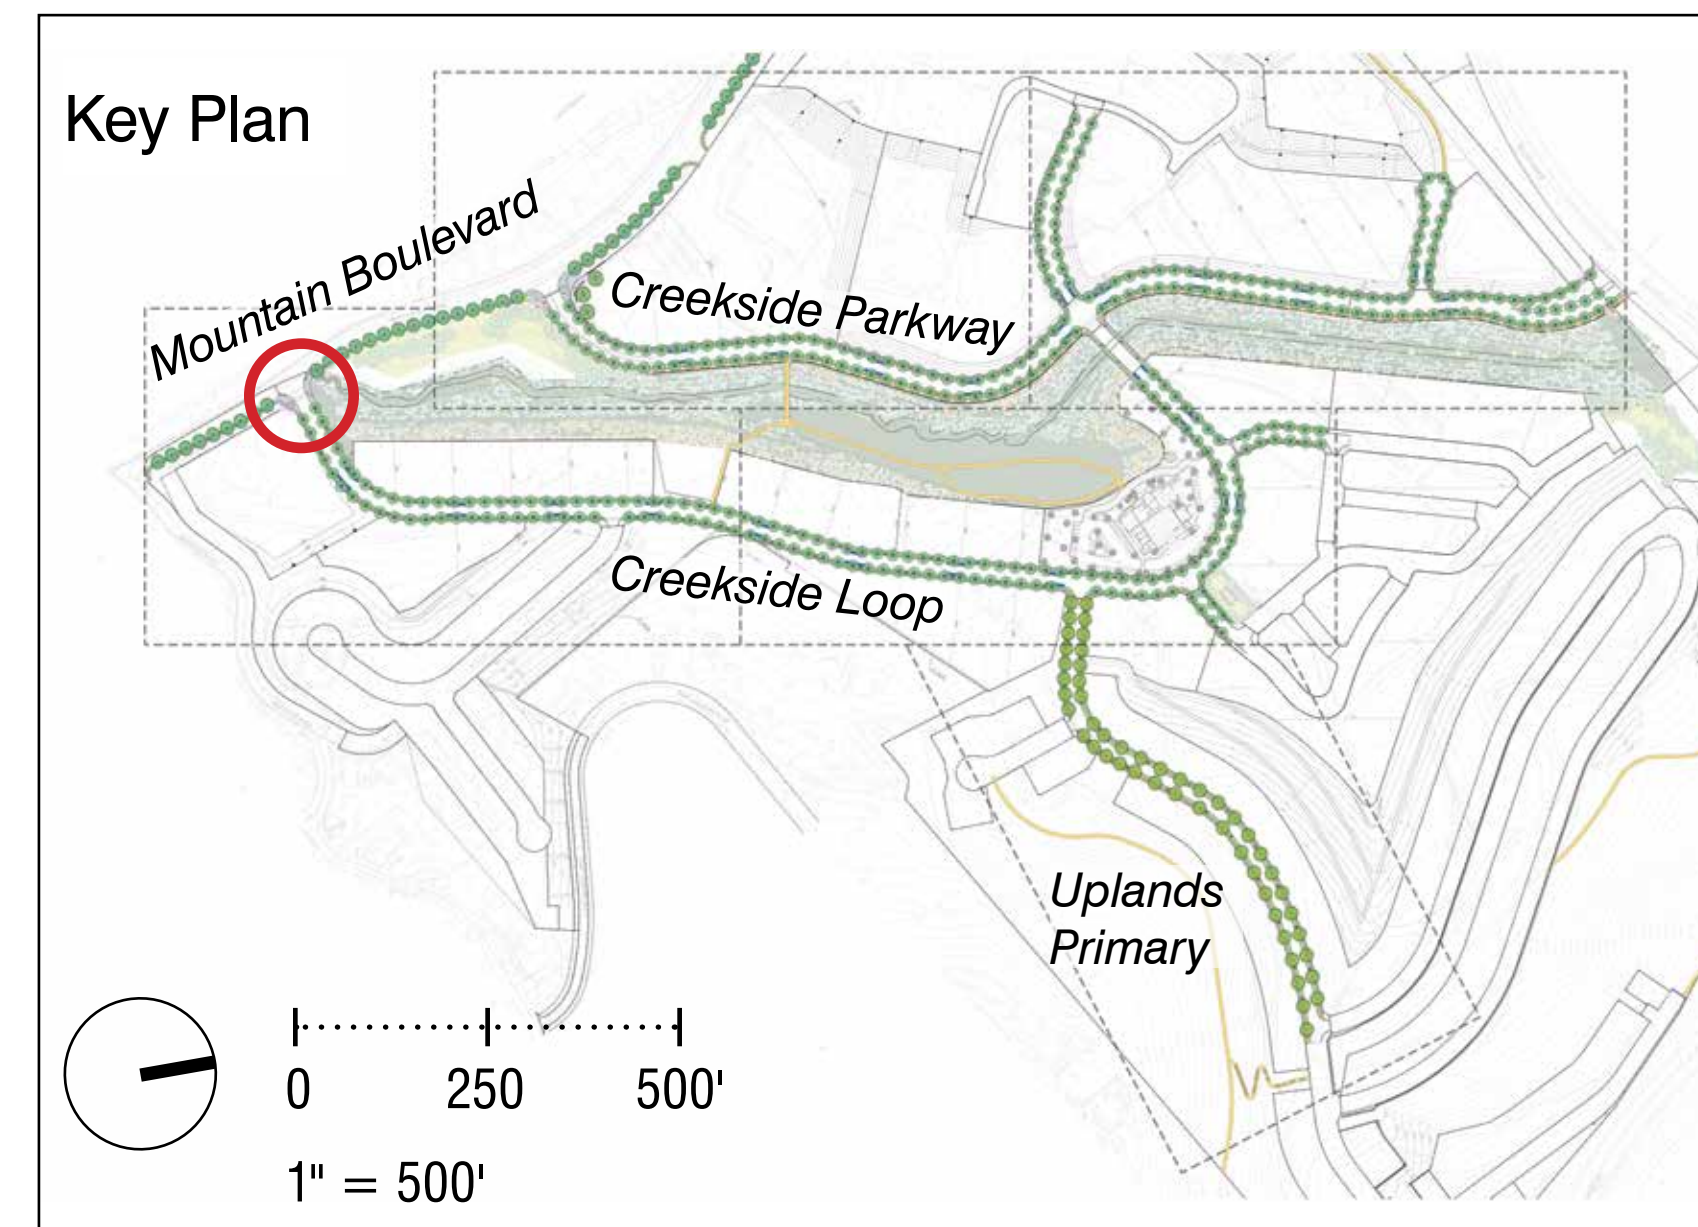 Key Plan
Mountain Boulevard
Creekside Parkway
Creekside Loop
Uplands
Primary
0 250 500'
1" = 500'